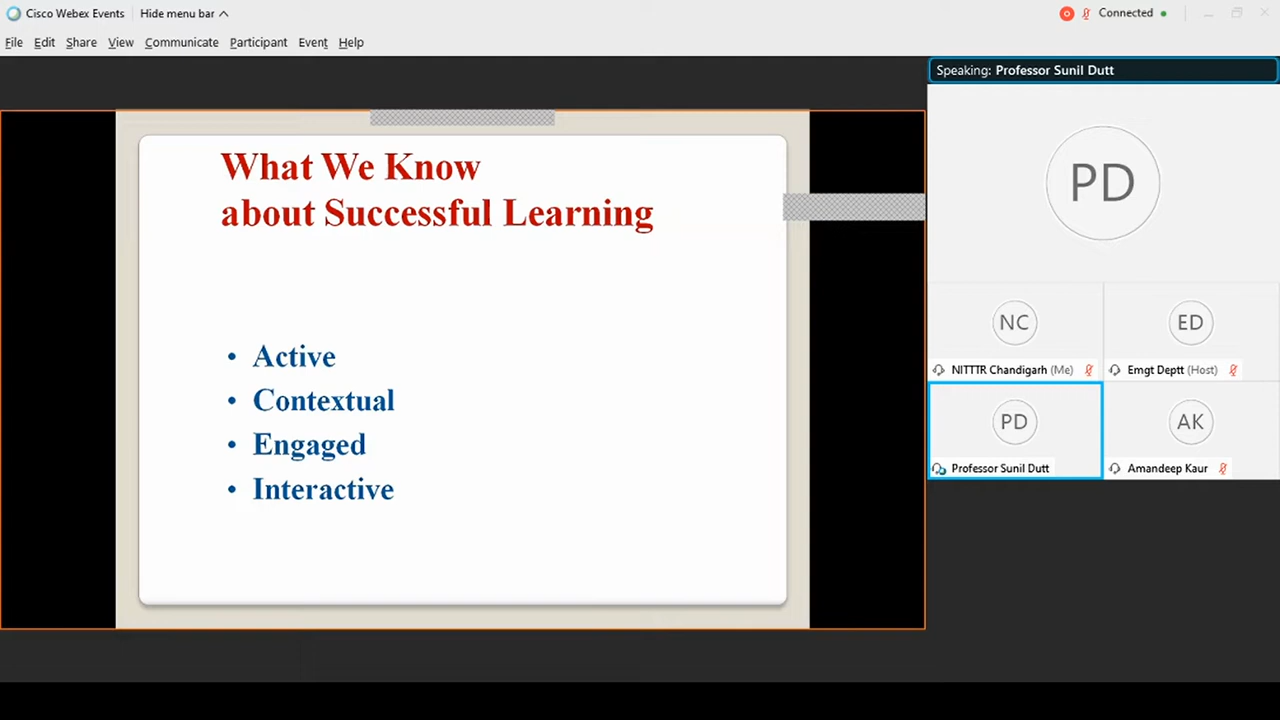 Cisco Webex Events
Hide menu bar
Connected
File Edit Share View Communicate Participant Event Help
Speaking: Professor Sunil Dutt
What We Know
about Successful Learning
• Active
• Contextual
• Engaged
• Interactive
PD
NC
ED
NITTTR Chandigarh (Me)
Emgt Deptt (Host)
PD
AK
Professor Sunil Dutt
Amandeep Kaur